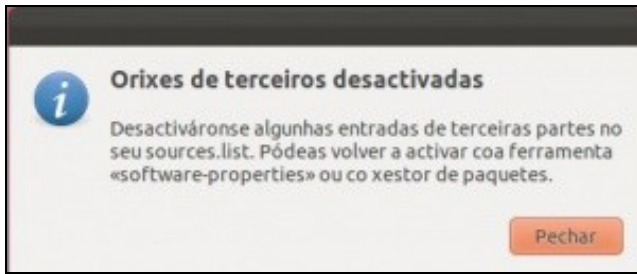 Orixes de terceiros desactivadas
Desactiváronse algunhas entradas de terceiras partes no
seu sources.list. Pódeas volver a activar coa ferramenta
«software-properties» ou co xestor de paquetes.
Pechar